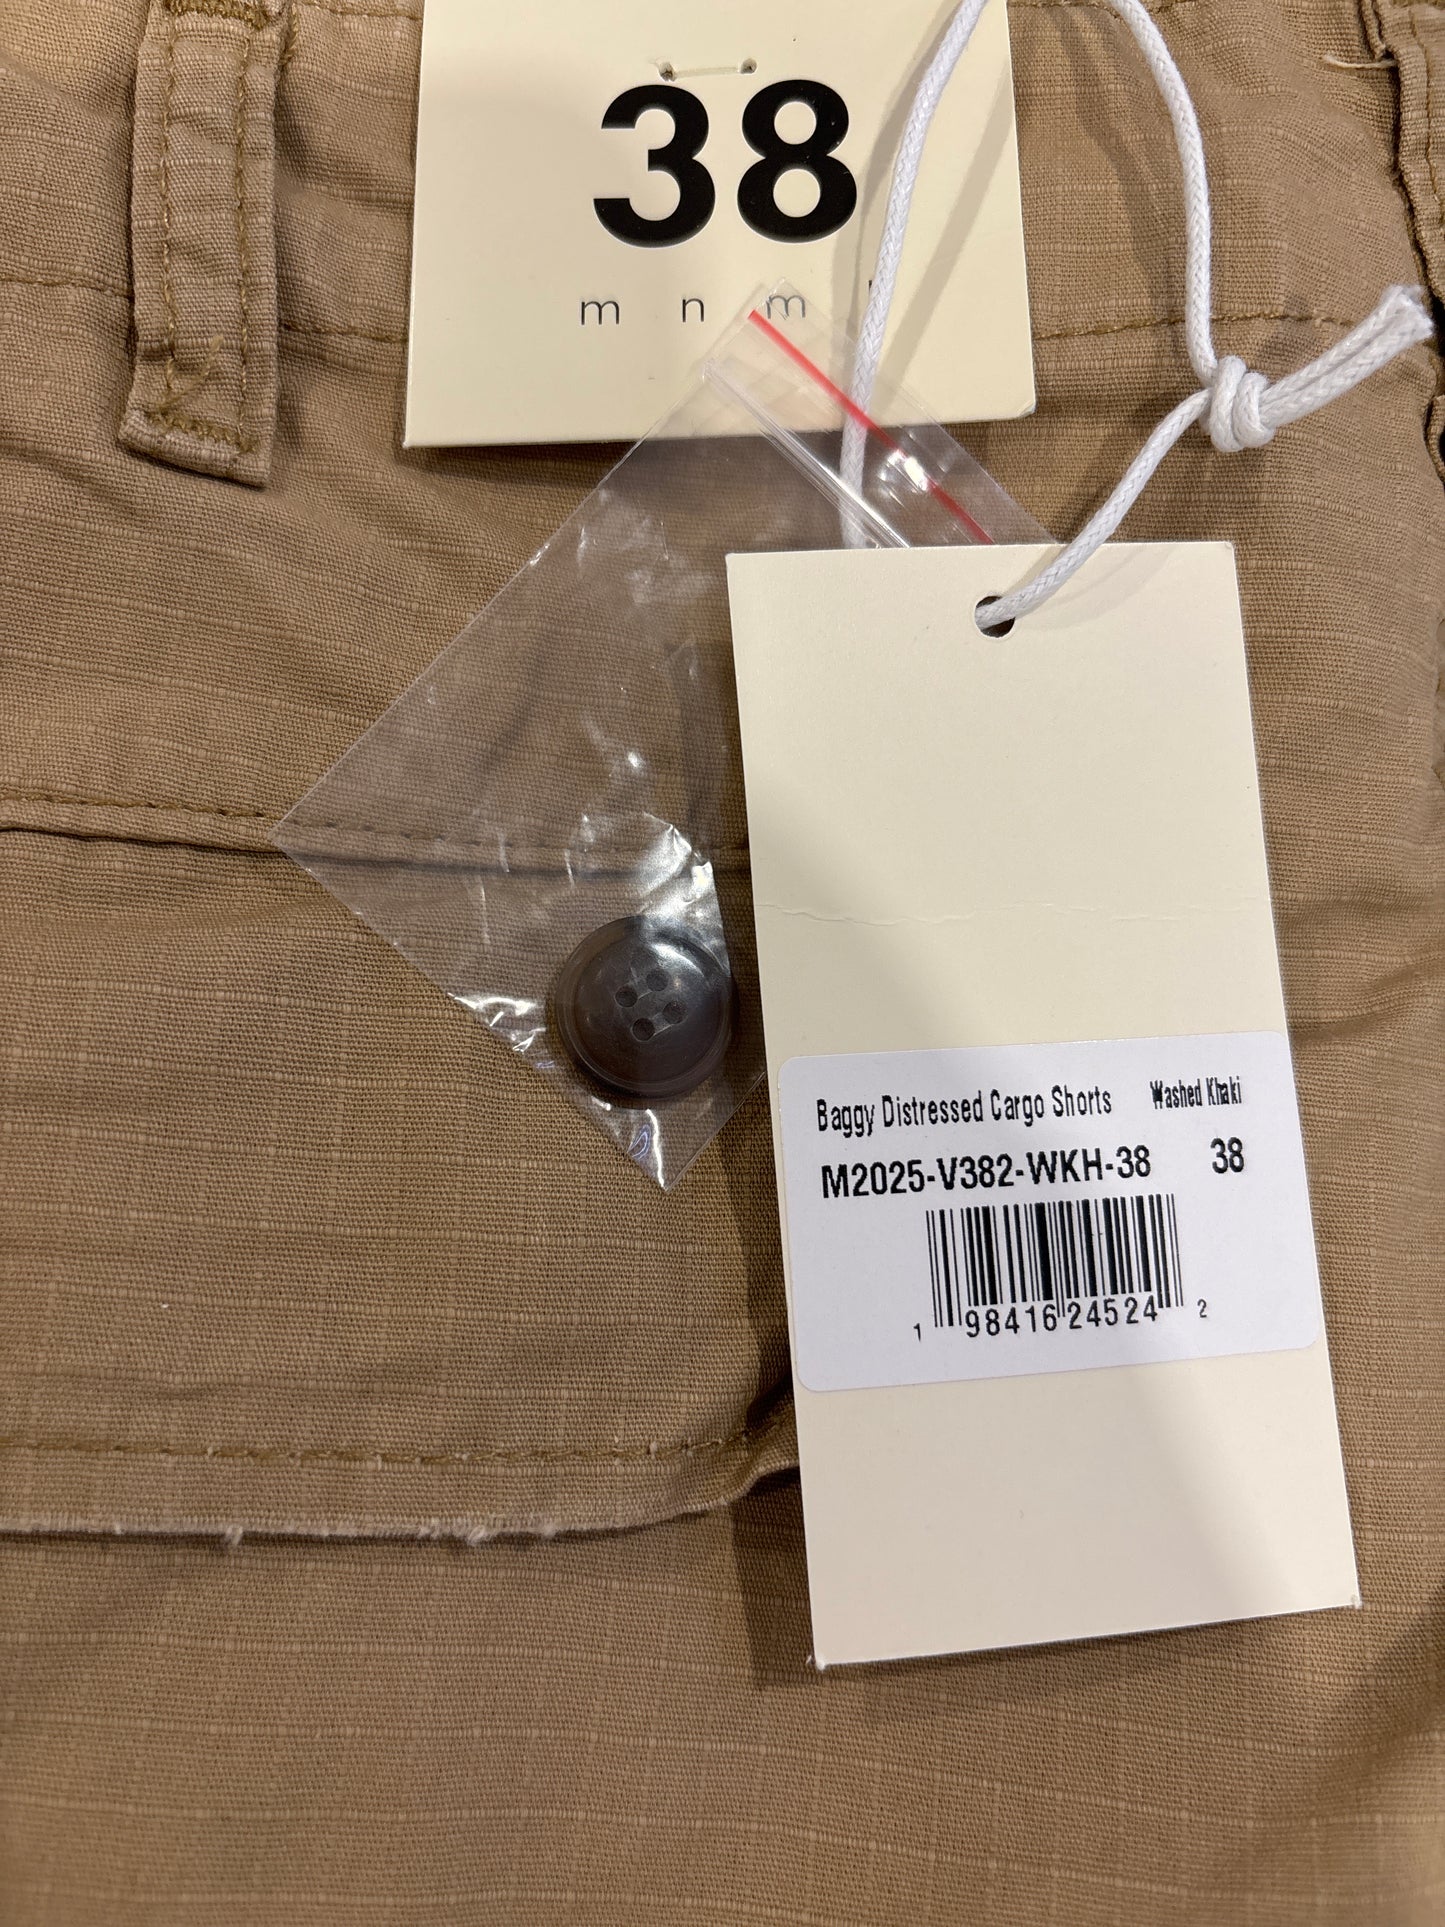 38
m n m
Baggy Distressed Cargo Shorts Washed Khaki
M2025-V382-WKH-38 38
1 98416 24524 2